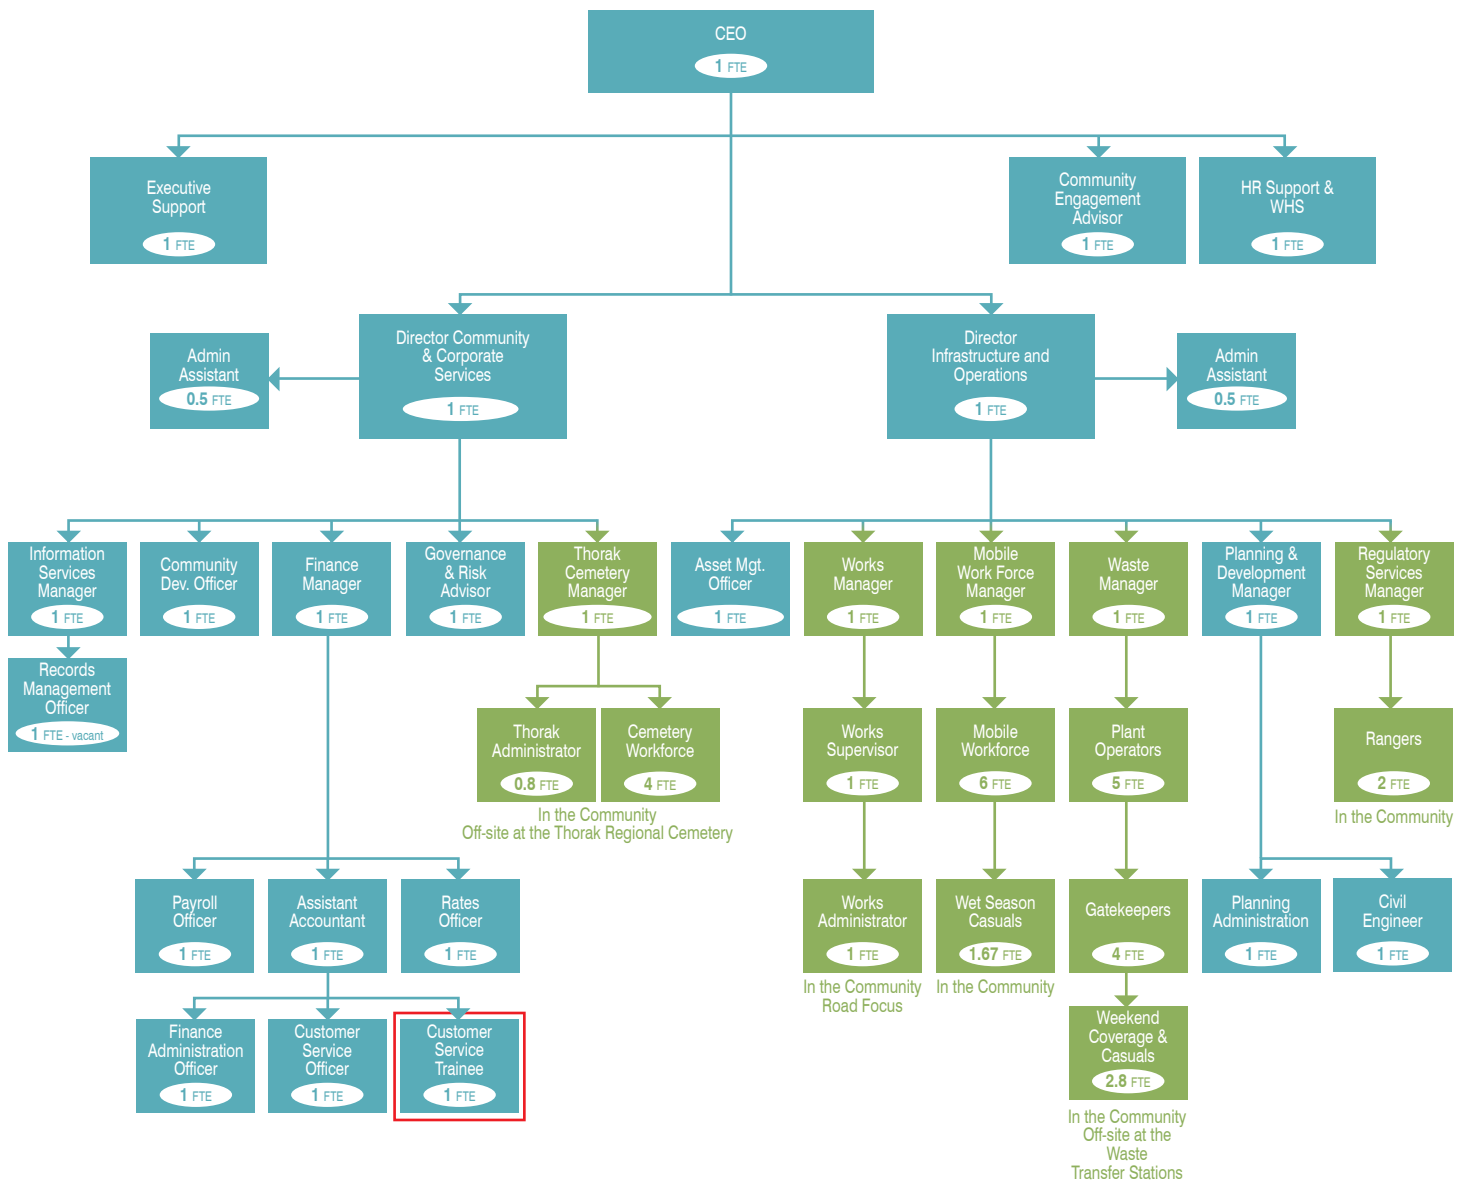 CEO
1 FTE
Executive
Support
1 FTE
Community
Engagement
Advisor
1 FTE
HR Support &
WHS
1 FTE
Admin
Assistant
0.5 FTE
Director Community
& Corporate
Services
1 FTE
Director
Infrastructure and
Operations
1 FTE
Admin
Assistant
0.5 FTE
Information
Services
Manager
1 FTE
Community
Dev. Officer
1 FTE
Finance
Manager
1 FTE
Governance
& Risk
Advisor
1 FTE
Thorak
Cemetery
Manager
1 FTE
Asset Mgt.
Officer
1 FTE
Works
Manager
1 FTE
Mobile
Work Force
Manager
1 FTE
Waste
Manager
1 FTE
Planning &
Development
Manager
1 FTE
Regulatory
Services
Manager
1 FTE
Records
Management
Officer
1 FTE - vacant
Thorak
Administrator
0.8 FTE
Cemetery
Workforce
4 FTE
In the Community
Off-site at the Thorak Regional Cemetery
Works
Supervisor
1 FTE
Mobile
Workforce
6 FTE
Plant
Operators
5 FTE
Rangers
2 FTE
In the Community
Payroll
Officer
1 FTE
Assistant
Accountant
1 FTE
Rates
Officer
1 FTE
Works
Administrator
1 FTE
In the Community
Road Focus
Wet Season
Casuals
1.67 FTE
In the Community
Gatekeepers
4 FTE
Planning
Administration
1 FTE
Civil
Engineer
1 FTE
Finance
Administration
Officer
1 FTE
Customer
Service
Officer
1 FTE
Customer
Service
Trainee
1 FTE
Weekend
Coverage &
Casuals
2.8 FTE
In the Community
Off-site at the
Waste
Transfer Stations